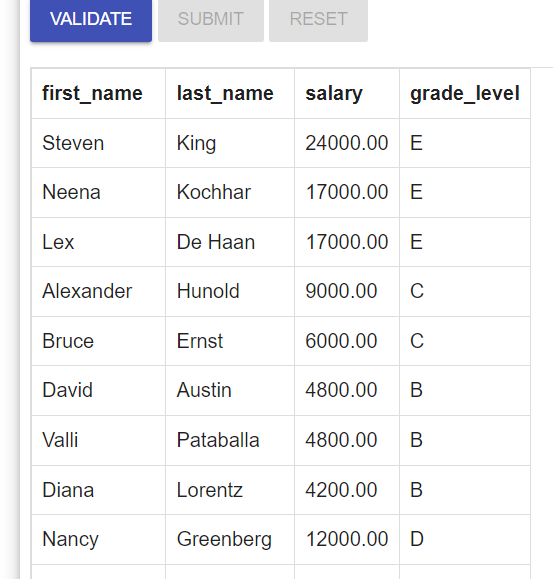 VALIDATE SUBMIT RESET
first_name last_name salary grade_level
Steven King 24000.00 E
Neena Kochhar 17000.00 E
Lex De Haan 17000.00 E
Alexander Hunold 9000.00 C
Bruce Ernst 6000.00 C
David Austin 4800.00 B
Valli Pataballa 4800.00 B
Diana Lorentz 4200.00 B
Nancy Greenberg 12000.00 D